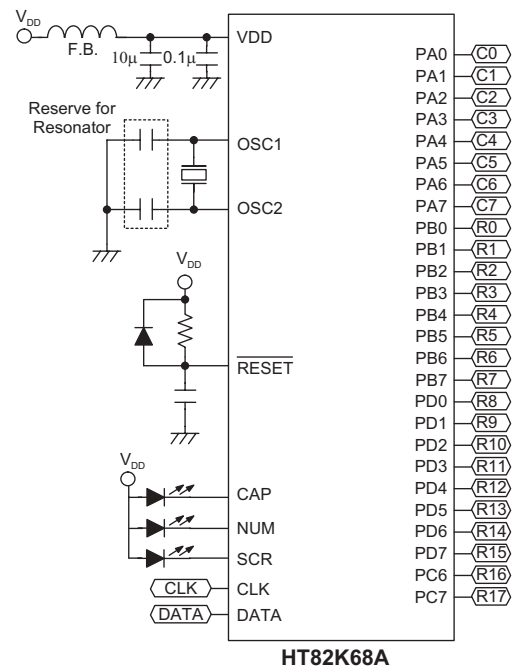 VDD
F.B.
10μ
0.1μ
VDD
Reserve for
Resonator
OSC1
OSC2
VDD
RESET
VDD
CAP
NUM
SCR
CLK
CLK
DATA
DATA
PA0 C0
PA1 C1
PA2 C2
PA3 C3
PA4 C4
PA5 C5
PA6 C6
PA7 C7
PB0 R0
PB1 R1
PB2 R2
PB3 R3
PB4 R4
PB5 R5
PB6 R6
PB7 R7
PD0 R8
PD1 R9
PD2 R10
PD3 R11
PD4 R12
PD5 R13
PD6 R14
PD7 R15
PC6 R16
PC7 R17
HT82K68A